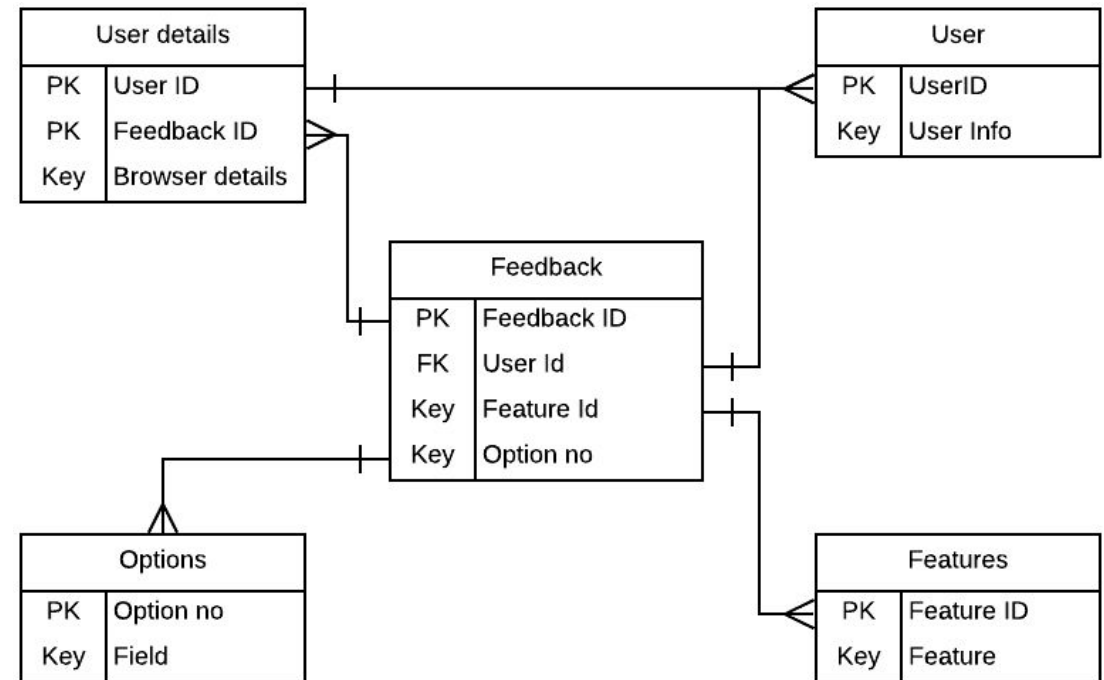 User details
PK User ID
PK Feedback ID
Key Browser details
User
PK UserID
Key User Info
Feedback
PK Feedback ID
FK User Id
Key Feature Id
Key Option no
Options
PK Option no
Key Field
Features
PK Feature ID
Key Feature